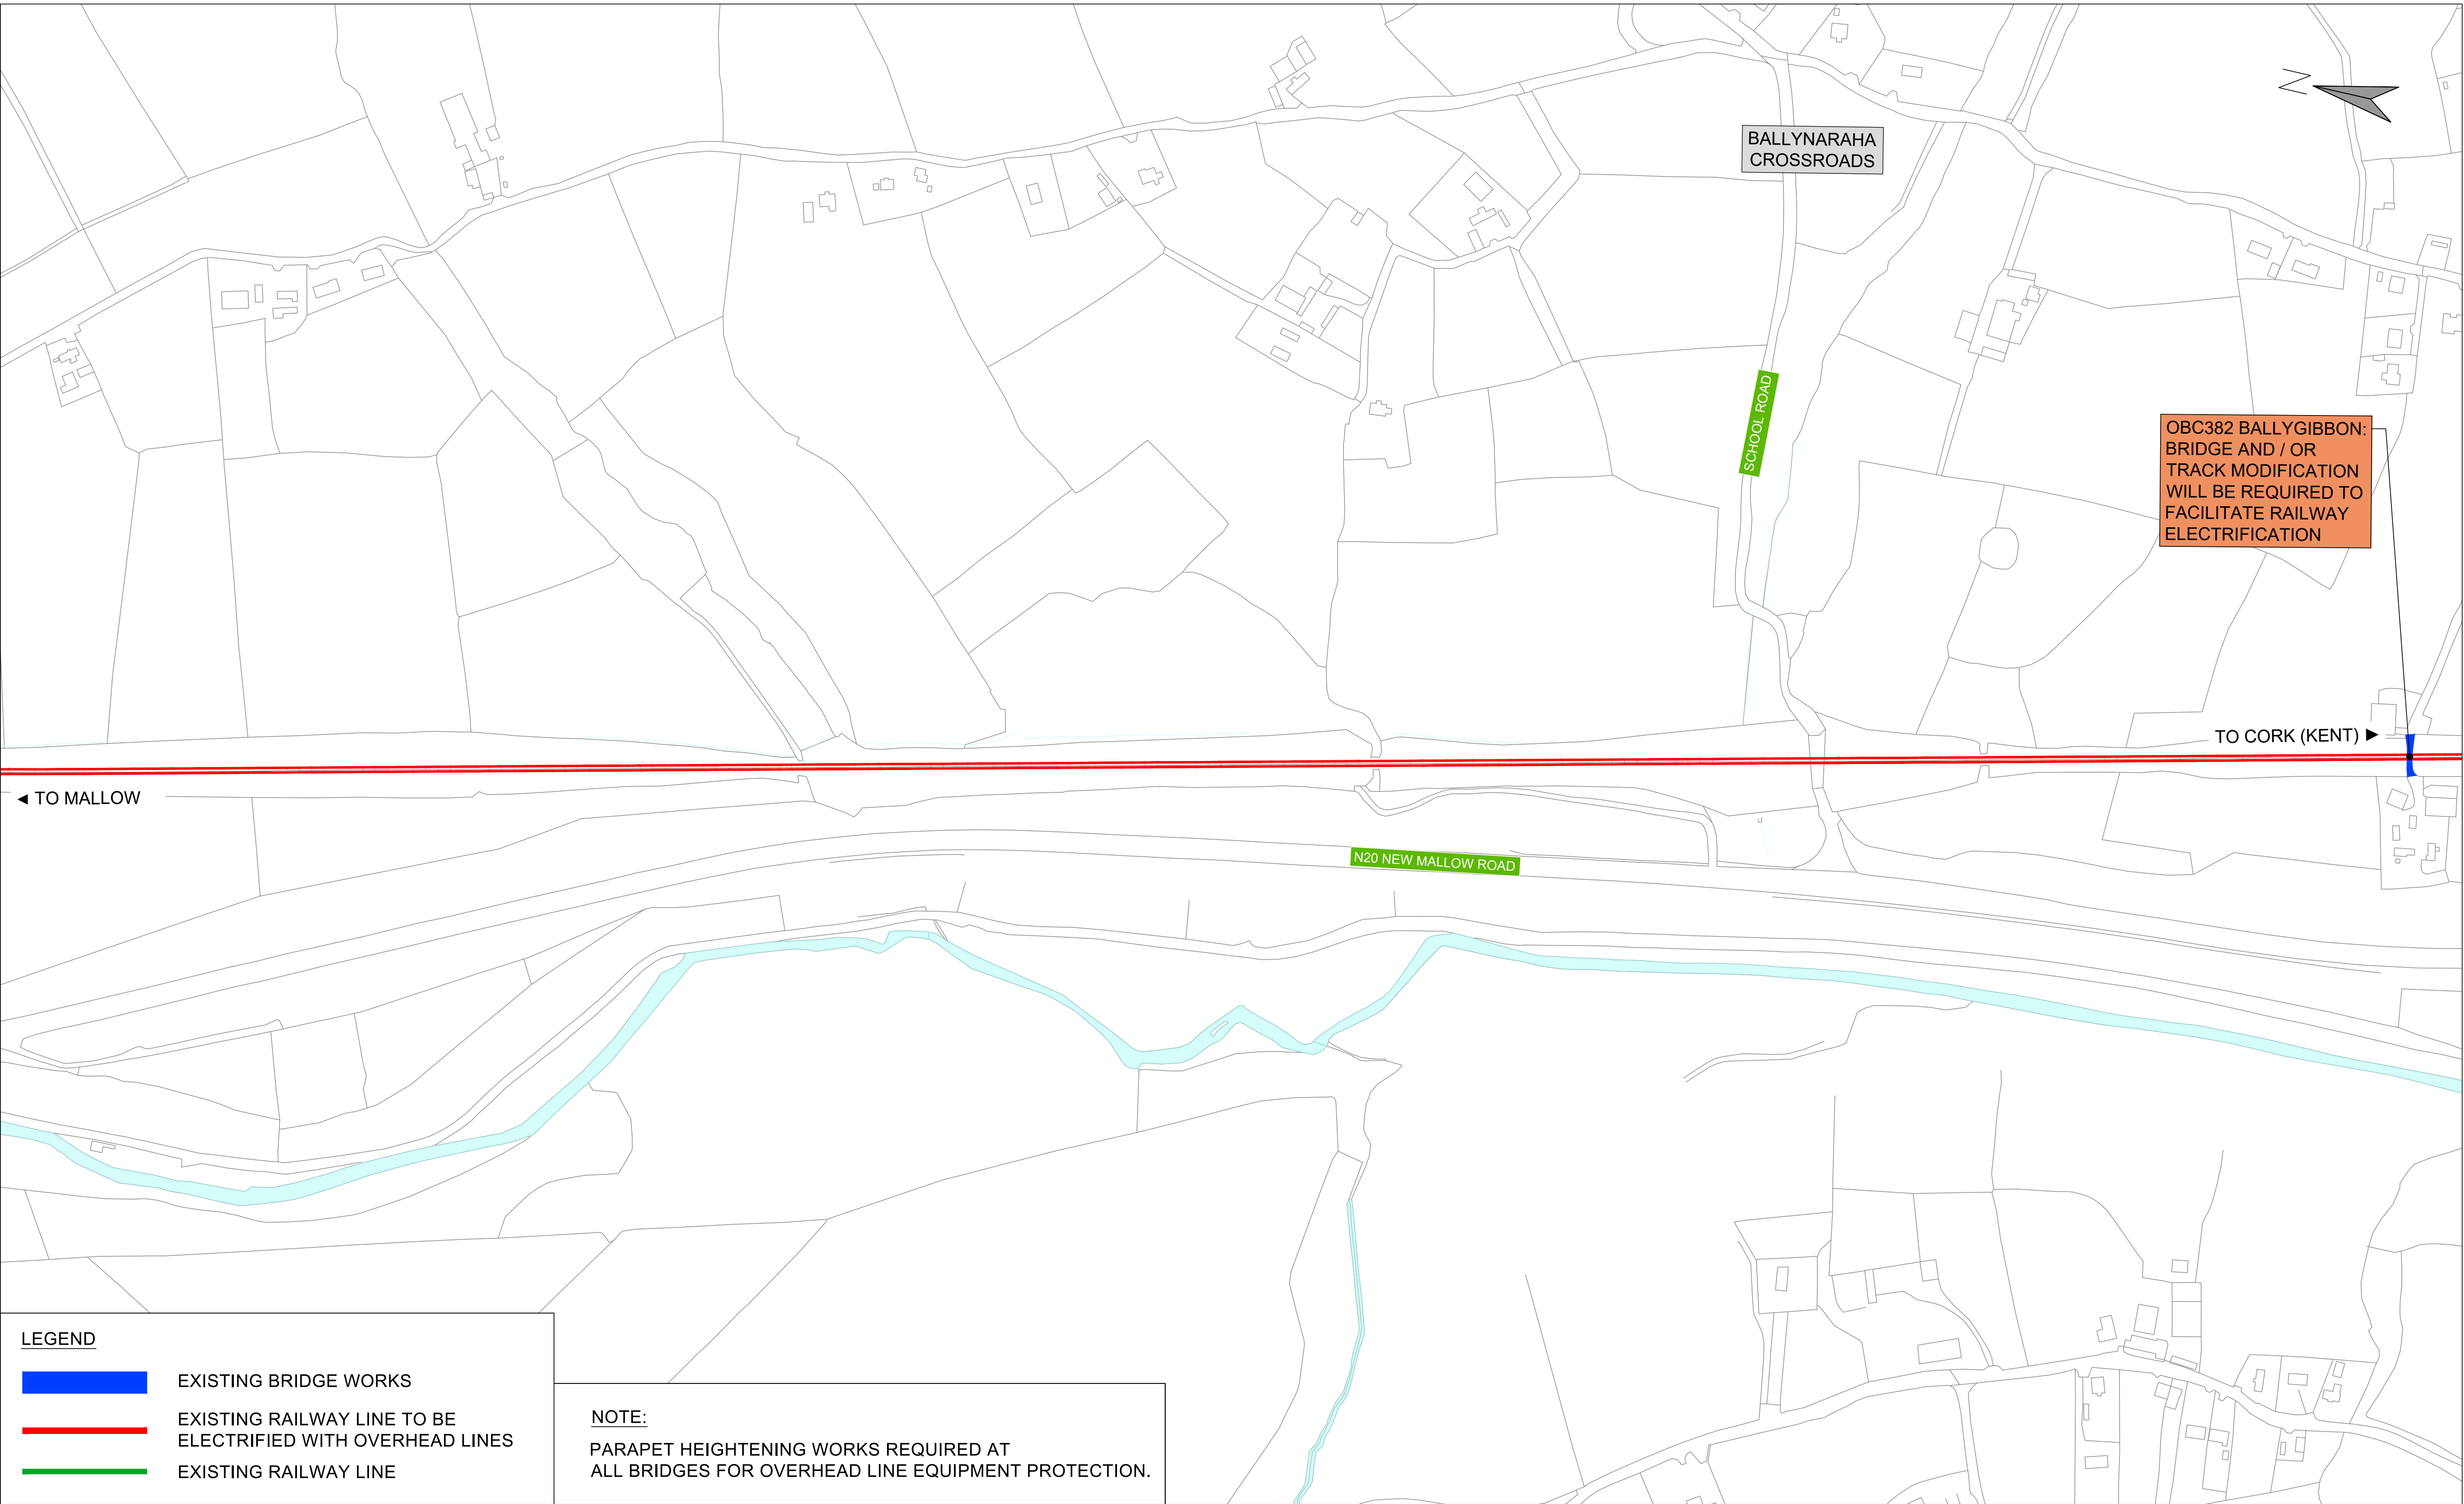 BALLYNARAHA
CROSSROADS
SCHOOL ROAD
OBC382 BALLYGIBBON:
BRIDGE AND / OR
TRACK MODIFICATION
WILL BE REQUIRED TO
FACILITATE RAILWAY
ELECTRIFICATION
TO CORK (KENT) ►
◄ TO MALLOW
N20 NEW MALLOW ROAD
LEGEND
EXISTING BRIDGE WORKS
EXISTING RAILWAY LINE TO BE
ELECTRIFIED WITH OVERHEAD LINES
EXISTING RAILWAY LINE
NOTE:
PARAPET HEIGHTENING WORKS REQUIRED AT
ALL BRIDGES FOR OVERHEAD LINE EQUIPMENT PROTECTION.